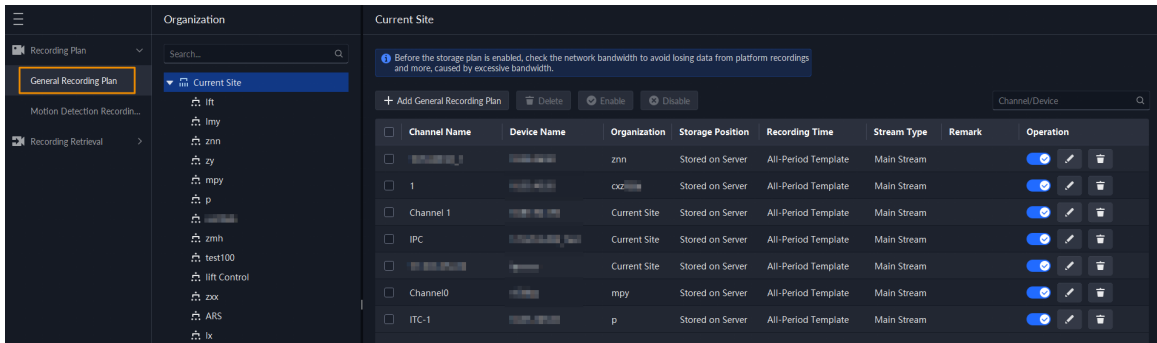 Recording Plan
General Recording Plan
Motion Detection Recordin...
Recording Retrieval
Organization
Search...
Current Site
lft
lmy
znn
zy
mpy
p
zmh
test100
lift Control
zxx
ARS
lx
Current Site
Before the storage plan is enabled, check the network bandwidth to avoid losing data from platform recordings
and more, caused by excessive bandwidth.
Add General Recording Plan Delete Enable Disable Channel/Device
Channel Name Device Name Organization Storage Position Recording Time Stream Type Remark Operation
znn Stored on Server All-Period Template Main Stream
1 cxz Stored on Server All-Period Template Main Stream
Channel 1 Current Site Stored on Server All-Period Template Main Stream
IPC Current Site Stored on Server All-Period Template Main Stream
Current Site Stored on Server All-Period Template Main Stream
Channel0 mpy Stored on Server All-Period Template Main Stream
ITC-1 p Stored on Server All-Period Template Main Stream